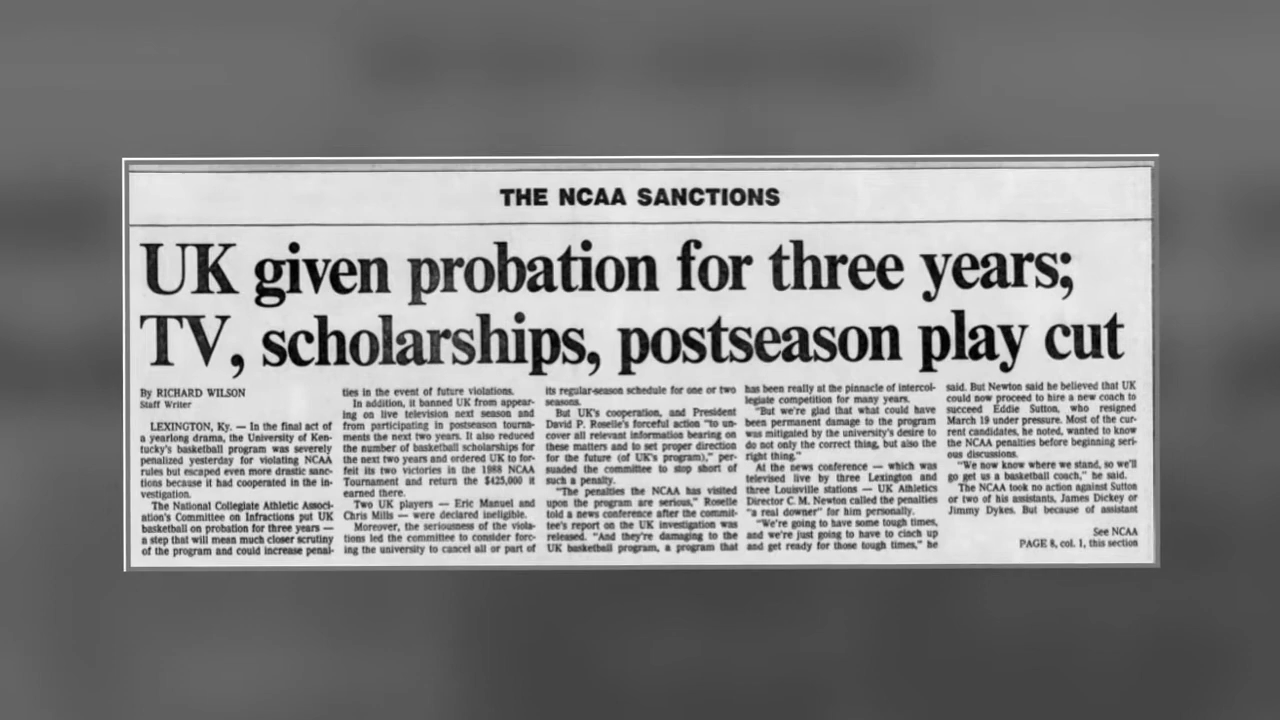 THE NCAA SANCTIONS
UK given probation for three years;
TV, scholarships, postseason play cut
By RICHARD WILSON
Staff Writer
LEXINGTON, Ky. — In the final act of
a yearlong drama, the University of Ken-
tucky's basketball program was severely
penalized yesterday for violating NCAA
rules but escaped even more drastic sanc-
tions because it had cooperated in the in-
vestigation.
The National Collegiate Athletic Associ-
ation's Committee on Infractions put UK
basketball on probation for three years —
a step that will mean much closer scrutiny
of the program and could increase penal-
ties in the event of future violations.
In addition, it banned UK from appear-
ing on live television next season and
from participating in postseason tourna-
ments the next two years. It also reduced
the number of basketball scholarships for
the next two years and ordered UK to for-
feit its two victories in the 1988 NCAA
Tournament and return the $425,000 it
earned there.
Two UK players — Eric Manuel and
Chris Mills — were declared ineligible.
Moreover, the seriousness of the viola-
tions led the committee to consider forc-
ing the university to cancel all or part of
its regular-season schedule for one or two
seasons.
But UK's cooperation, and President
David P. Roselle's forceful action "to un-
cover all relevant information bearing on
these matters and to set proper direction
for the future (of UK's program)," per-
suaded the committee to stop short of
such a penalty.
"The penalties the NCAA has visited
upon the program are serious," Roselle
told a news conference after the commit-
tee's report on the UK investigation was
released. "And they're damaging to the
UK basketball program, a program that
has been really at the pinnacle of intercol-
legiate competition for many years.
"But we're glad that what could have
been permanent damage to the program
was mitigated by the university's desire to
do not only the correct thing, but also the
right thing."
At the news conference — which was
televised live by three Lexington and
three Louisville stations — UK Athletics
Director C. M. Newton called the penalties
"a real downer" for him personally.
"We're going to have some tough times,
and we're just going to have to cinch up
and get ready for those tough times," he
said. But Newton said he believed that UK
could now proceed to hire a new coach to
succeed Eddie Sutton, who resigned
March 19 under pressure. Most of the cur-
rent candidates, he noted, wanted to know
the NCAA penalties before beginning seri-
ous discussions.
"We now know where we stand, so we'll
go get us a basketball coach," he said.
The NCAA took no action against Sutton
or two of his assistants, James Dickey or
Jimmy Dykes. But because of assistant
See NCAA
PAGE 8, col. 1, this section